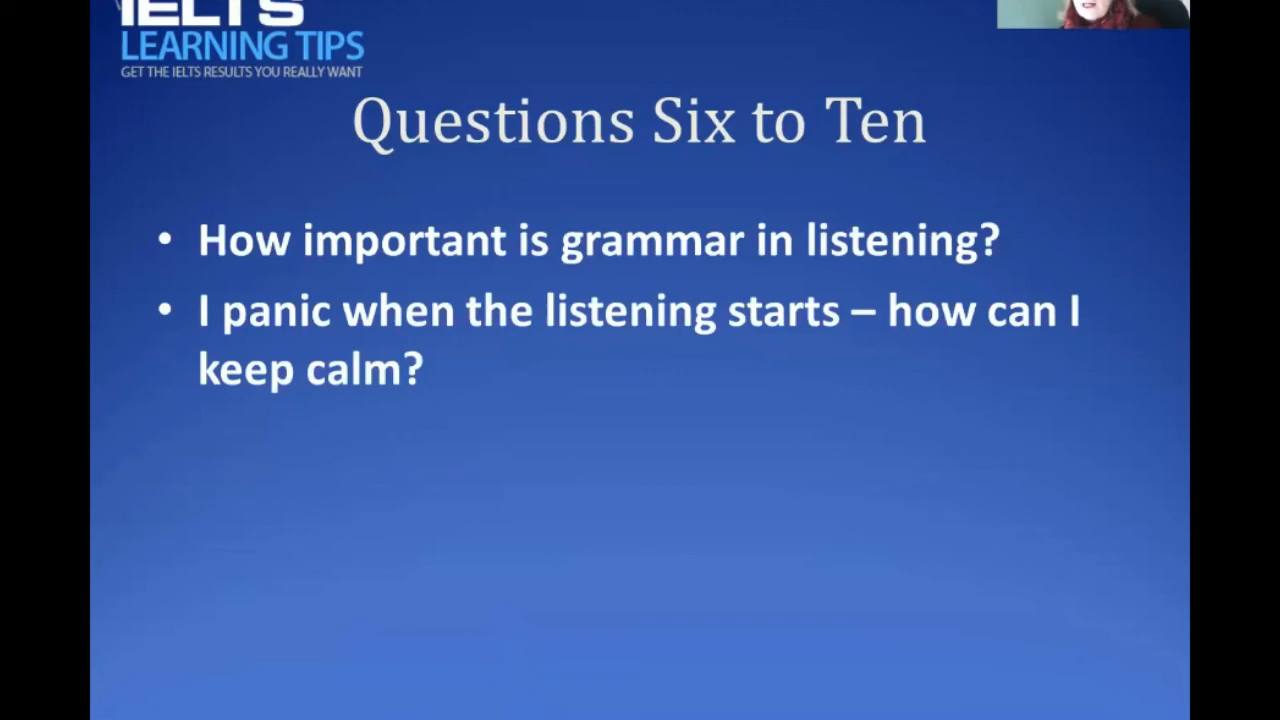 IELTS
LEARNING TIPS
GET THE IELTS RESULTS YOU REALLY WANT
Questions Six to Ten
• How important is grammar in listening?
• I panic when the listening starts – how can I
keep calm?